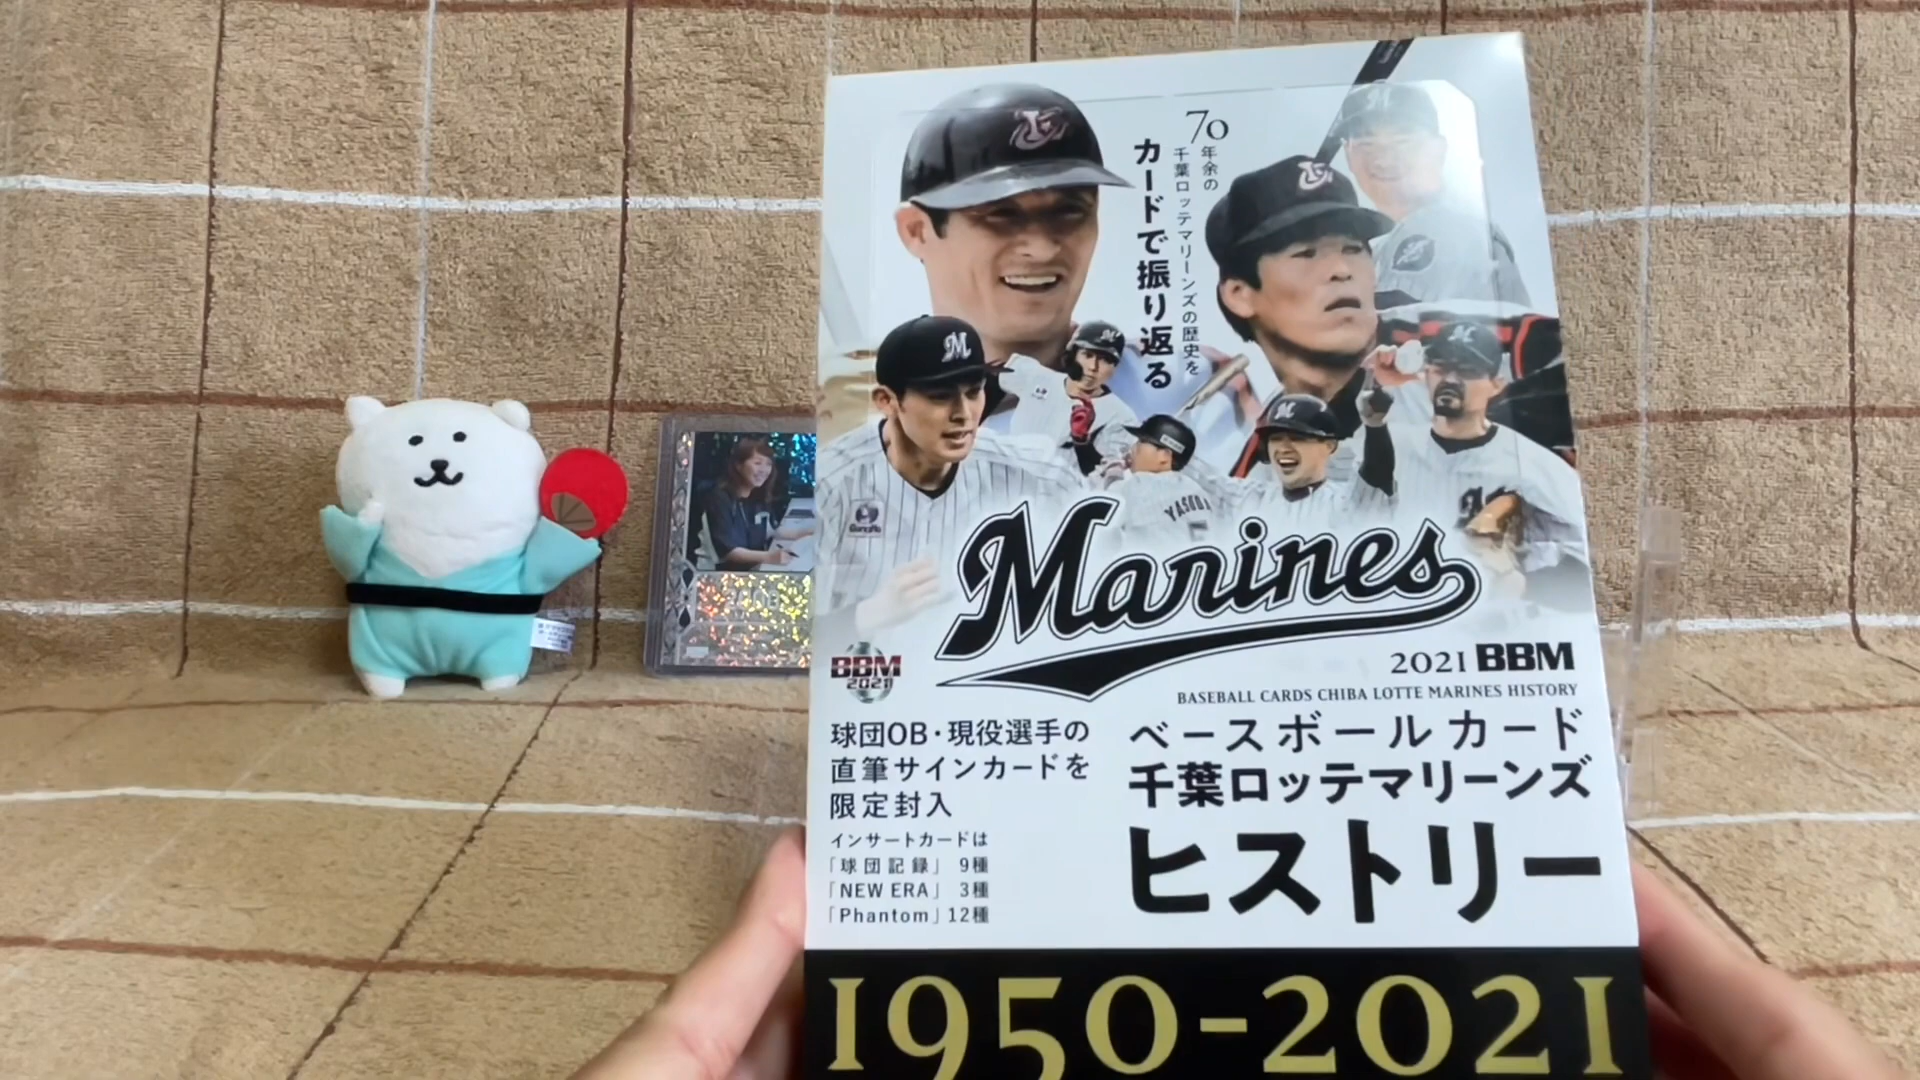 70
年余の
千葉ロッテマリーンズの歴史を
カードで振り返る
M
M
GungHo
YASUDA
5
Marines
BBM
2021
2021 BBM
BASEBALL CARDS CHIBA LOTTE MARINES HISTORY
球団OB・現役選手の
直筆サインカードを
限定封入
インサートカードは
「球団記録」 9種
「NEW ERA」 3種
「Phantom」12種
ベースボールカード
千葉ロッテマリーンズ
ヒストリー
1950-2021